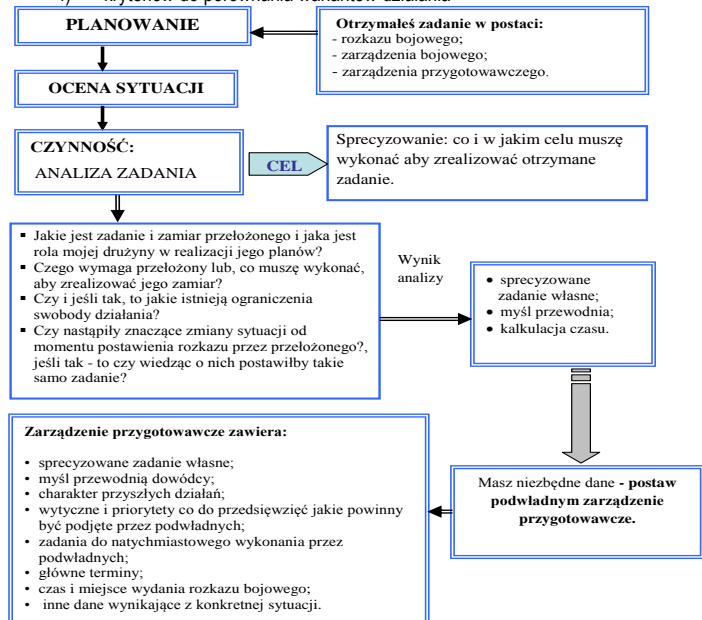 kryteriów do porównania wariantów działania
PLANOWANIE
Otrzymałeś zadanie w postaci:
- rozkazu bojowego;
- zarządzenia bojowego;
- zarządzenia przygotowawczego.
OCENA SYTUACJI
CZYNNOŚĆ:
ANALIZA ZADANIA
CEL
Sprecyzowanie: co i w jakim celu muszę
wykonać aby zrealizować otrzymane
zadanie.
▪ Jakie jest zadanie i zamiar przełożonego i jaka jest
rola mojej drużyny w realizacji jego planów?
▪ Czego wymaga przełożony lub, co muszę wykonać,
aby zrealizować jego zamiar?
▪ Czy i jeśli tak, to jakie istnieją ograniczenia
swobody działania?
▪ Czy nastąpiły znaczące zmiany sytuacji od
momentu postawienia rozkazu przez przełożonego?,
jeśli tak - to czy wiedząc o nich postawiłby takie
samo zadanie?
Wynik
analizy
• sprecyzowane
zadanie własne;
• myśl przewodnia;
• kalkulacja czasu.
Masz niezbędne dane - postaw
podwładnym zarządzenie
przygotowawcze.
Zarządzenie przygotowawcze zawiera:
• sprecyzowane zadanie własne;
• myśl przewodnią dowódcy;
• charakter przyszłych działań;
• wytyczne i priorytety co do przedsięwzięć jakie powinny
być podjęte przez podwładnych;
• zadania do natychmiastowego wykonania przez
podwładnych;
• główne terminy;
• czas i miejsce wydania rozkazu bojowego;
• inne dane wynikające z konkretnej sytuacji.